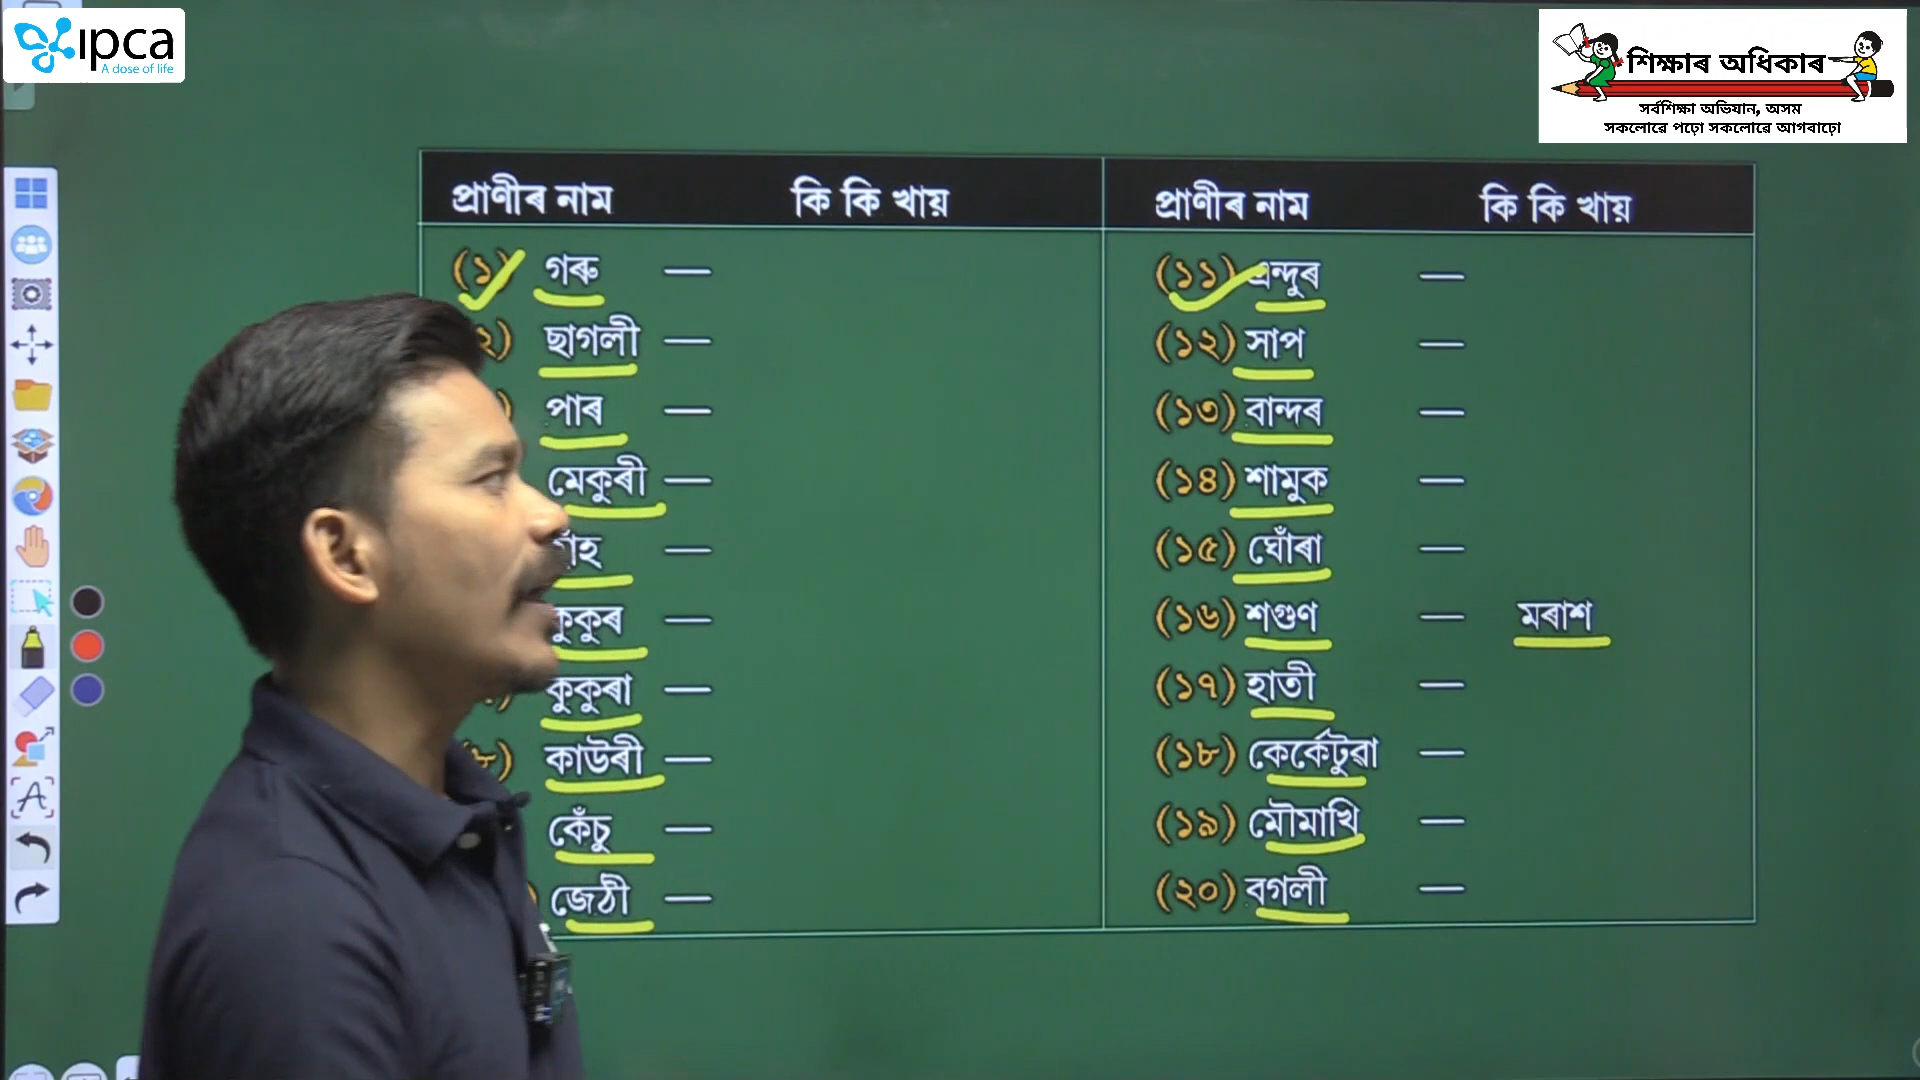 ipca
A dose of life
শিক্ষাৰ অধিকাৰ
সৰ্বশিক্ষা অভিযান, অসম
সকলোৱে পঢ়ো সকলোৱে আগবাঢ়ো
প্ৰাণীৰ নাম কি কি খায়
(১) গৰু —
২) ছাগলী —
) পাৰ —
মেকুৰী —
াঁহ —
কুকুৰ —
কুকুৰা —
৮) কাউৰী —
কেঁচু —
) জেঠী —
প্ৰাণীৰ নাম কি কি খায়
(১১) এন্দুৰ —
(১২) সাপ —
(১৩) বান্দৰ —
(১৪) শামুক —
(১৫) ঘোঁৰা —
(১৬) শগুণ — মৰাশ
(১৭) হাতী —
(১৮) কেৰ্কেটুৱা —
(১৯) মৌমাখি —
(২০) বগলী —